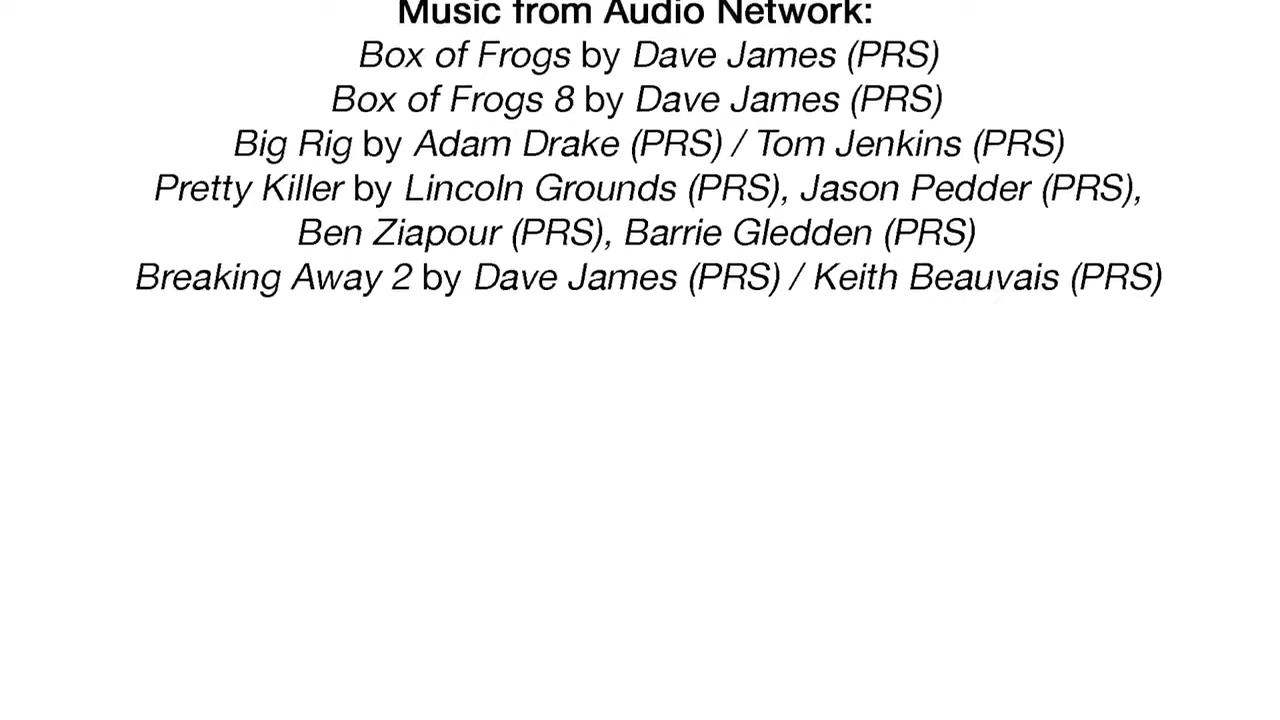 Music from Audio Network:
Box of Frogs by Dave James (PRS)
Box of Frogs 8 by Dave James (PRS)
Big Rig by Adam Drake (PRS) / Tom Jenkins (PRS)
Pretty Killer by Lincoln Grounds (PRS), Jason Pedder (PRS),
Ben Ziapour (PRS), Barrie Gledden (PRS)
Breaking Away 2 by Dave James (PRS) / Keith Beauvais (PRS)